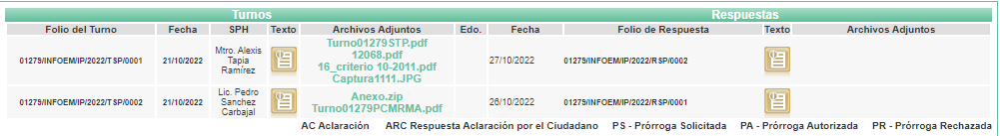 Turnos Respuestas
Folio del Turno Fecha SPH Texto Archivos Adjuntos Edo. Fecha Folio de Respuesta Texto Archivos Adjuntos
01279/INFOEM/IP/2022/TSP/0001 21/10/2022 Mtro. Alexis Tapia Ramírez Turno01279STP.pdf 27/10/2022 01279/INFOEM/IP/2022/RSP/0002
12068.pdf
16_criterio 10-2011.pdf
Captura1111.JPG
01279/INFOEM/IP/2022/TSP/0002 21/10/2022 Lic. Pedro Sanchez Carbajal Anexo.zip 26/10/2022 01279/INFOEM/IP/2022/RSP/0001
Turno01279PCMRMA.pdf
AC Aclaración ARC Respuesta Aclaración por el Ciudadano PS - Prórroga Solicitada PA - Prórroga Autorizada PR - Prórroga Rechazada